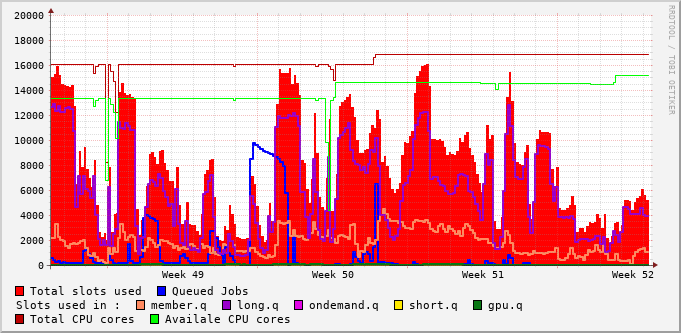 20000
18000
16000
14000
12000
10000
8000
6000
4000
2000
0
Week 49 Week 50 Week 51 Week 52
Total slots used Queued Jobs
Slots used in : member.q long.q ondemand.q short.q gpu.q
Total CPU cores Availale CPU cores
RRDTOOL / TOBI OETIKER